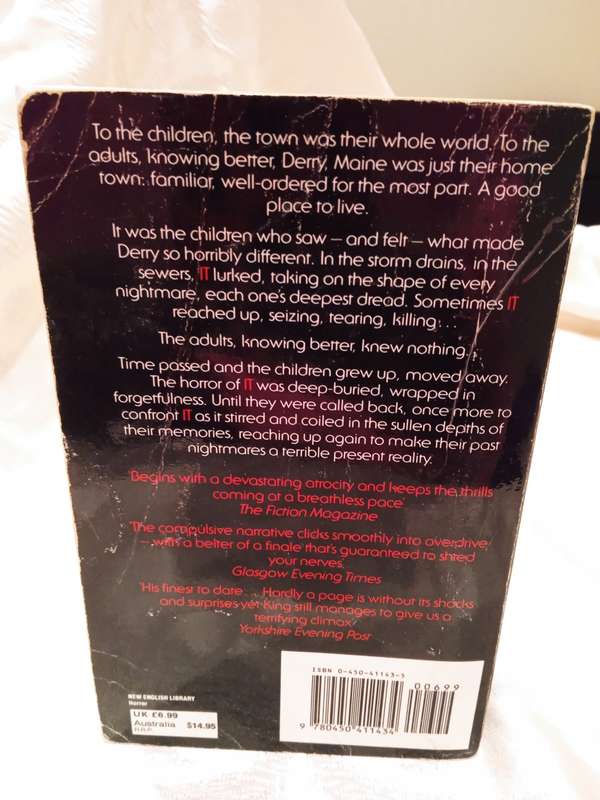 To the children, the town was their whole world. To the
adults, knowing better, Derry, Maine was just their home
town: familiar, well-ordered for the most part. A good
place to live.
It was the children who saw – and felt – what made
Derry so horribly different. In the storm drains, in the
sewers, IT lurked, taking on the shape of every
nightmare, each one's deepest dread. Sometimes IT
reached up, seizing, tearing, killing...
The adults, knowing better, knew nothing.
Time passed and the children grew up, moved away.
The horror of IT was deep-buried, wrapped in
forgetfulness. Until they were called back, once more to
confront IT as it stirred and coiled in the sullen depths of
their memories, reaching up again to make their past
nightmares a terrible present reality.
'Begins with a devastating atrocity and keeps the thrills
coming at a breathless pace'
The Fiction Magazine
'The compulsive narrative clicks smoothly into overdrive
– with a belter of a finale that's guaranteed to shred
your nerves.'
Glasgow Evening Times
'His finest to date... Hardly a page is without its shocks
and surprises yet King still manages to give us a
terrifying climax'
Yorkshire Evening Post
ISBN 0-450-41143-5
00699
9 780450 411434
NEW ENGLISH LIBRARY
Horror
UK £6.99
Australia $14.95
R.R.P.